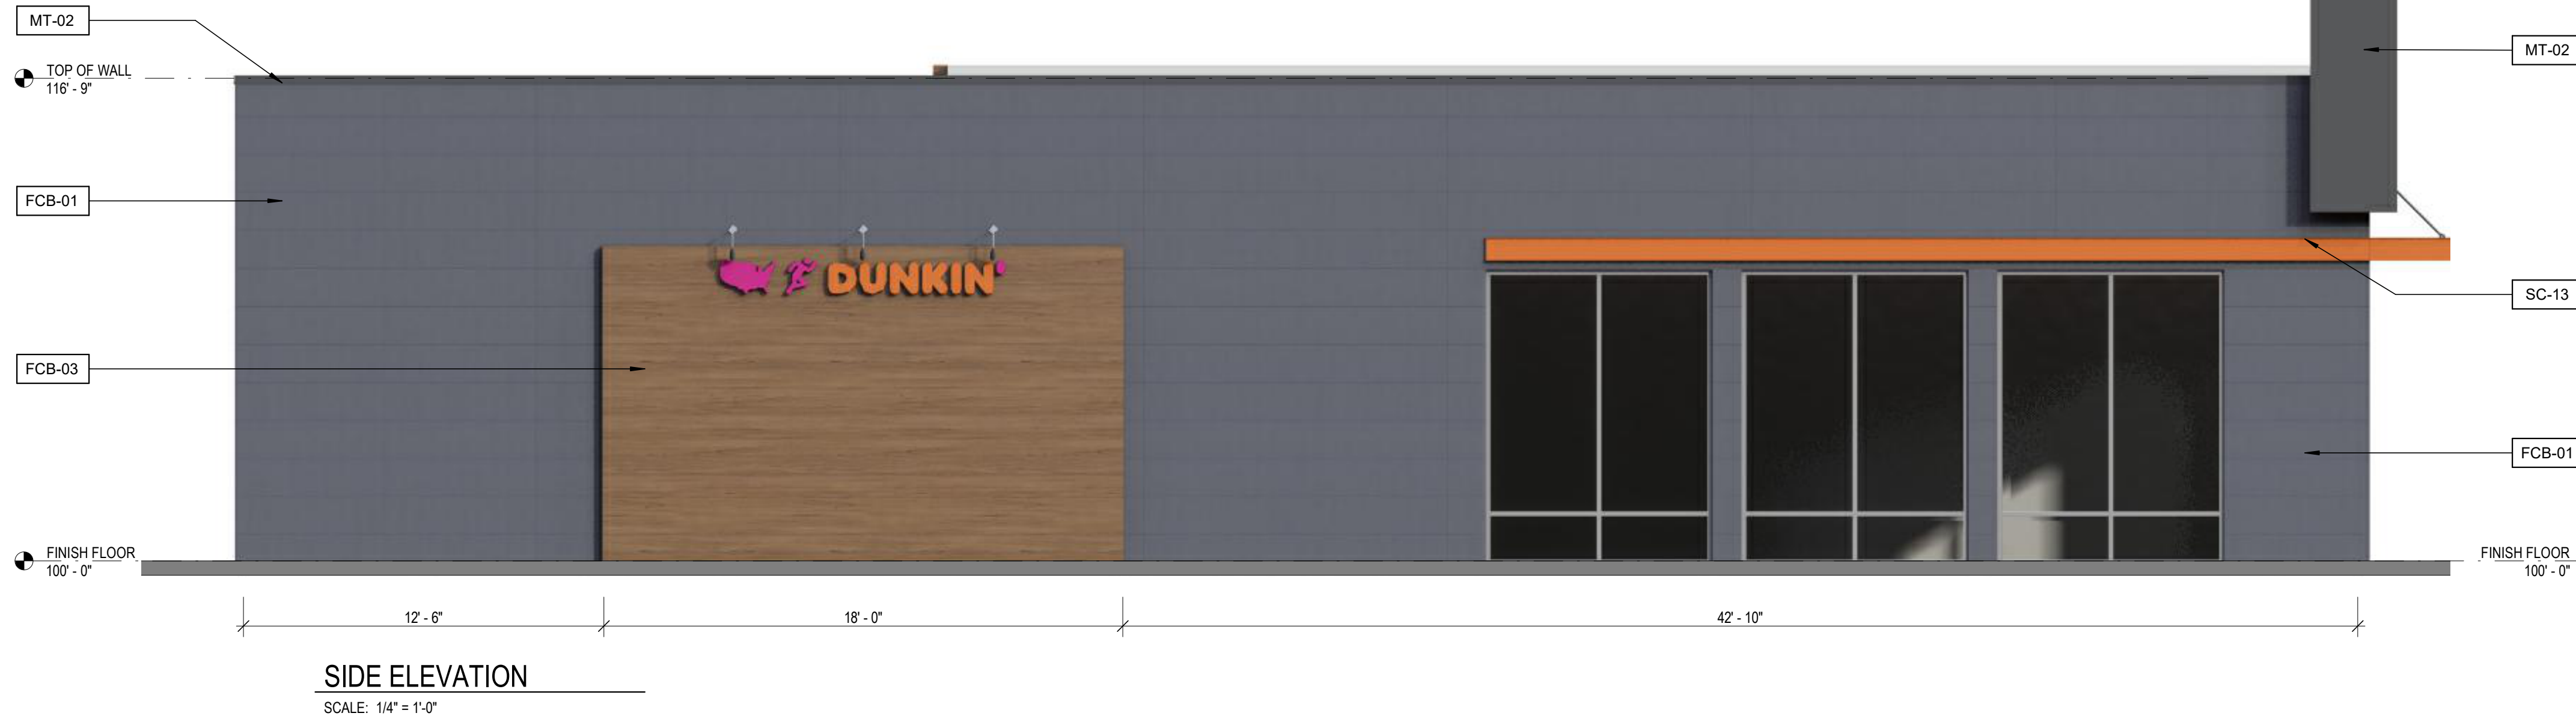 MT-02
MT-02
TOP OF WALL
116' - 9"
FCB-01
DUNKIN'
SC-13
FCB-03
FCB-01
FINISH FLOOR
100' - 0"
FINISH FLOOR
100' - 0"
12' - 6"
18' - 0"
42' - 10"
SIDE ELEVATION
SCALE: 1/4" = 1'-0"